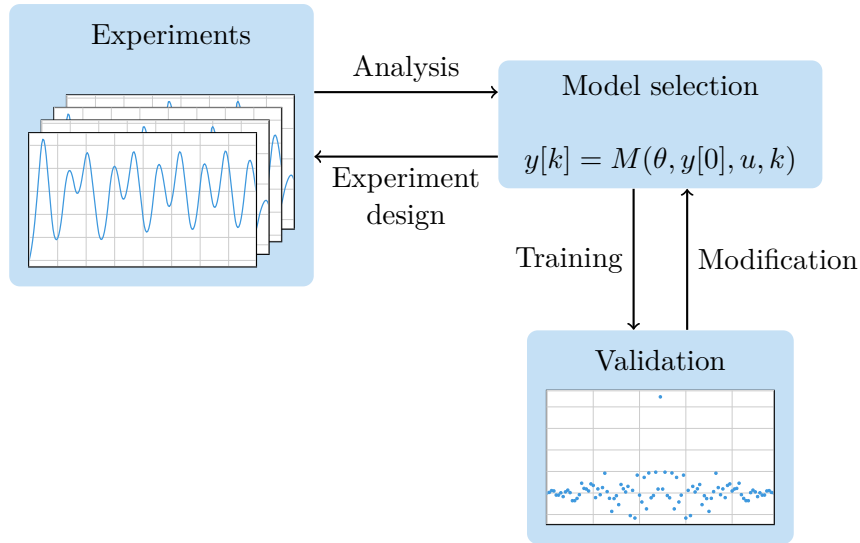 Experiments
Analysis
Model selection
y[k] = M(θ, y[0], u, k)
Experiment
design
Training
Modification
Validation